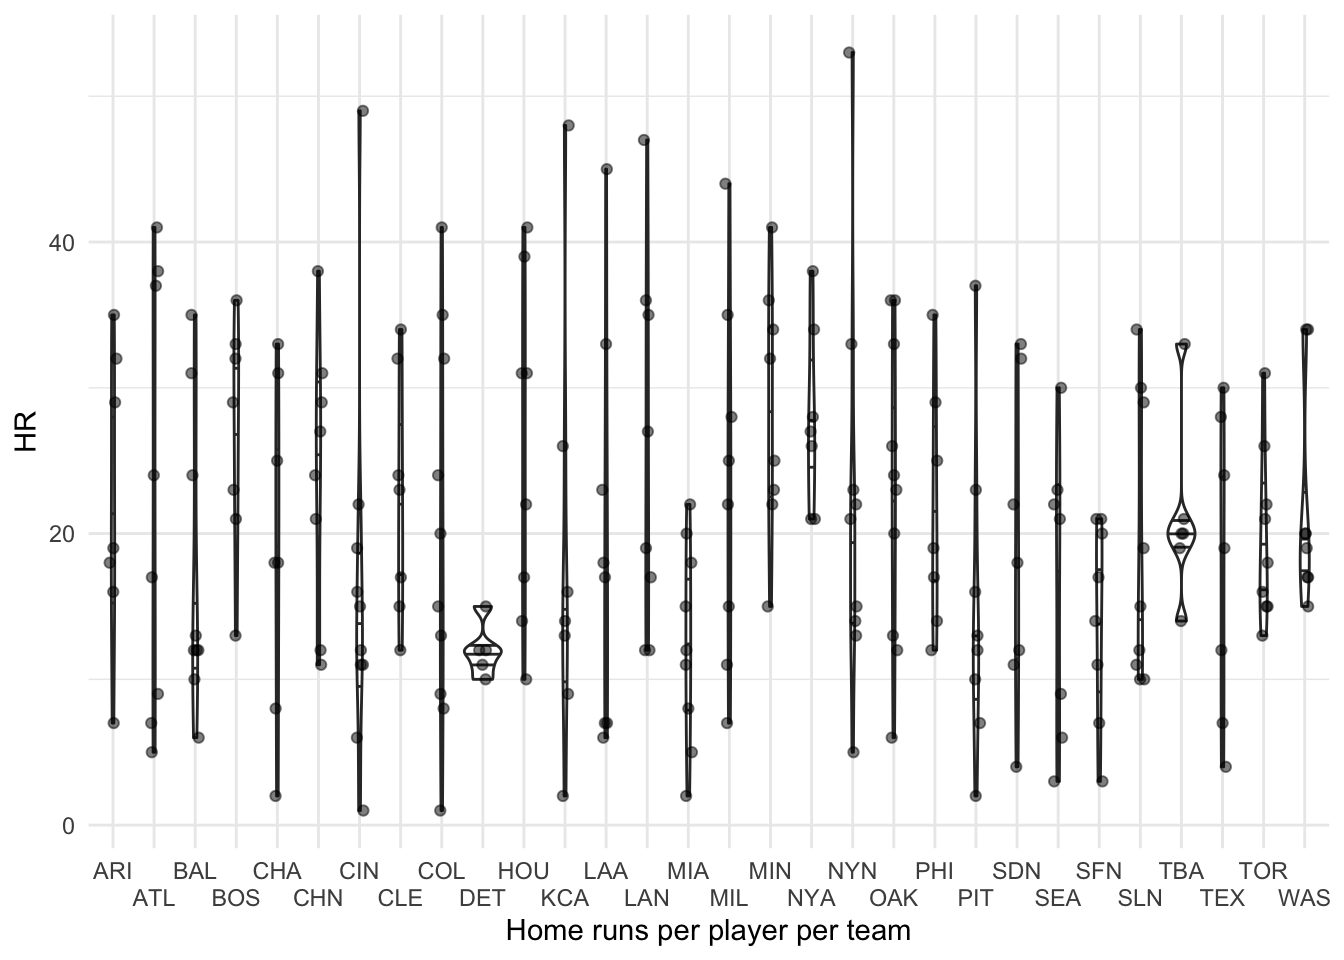 HR
40
20
0
ARI BAL CHA CIN COL HOU LAA MIA MIN NYN PHI SDN SFN TBA TOR
ATL BOS CHN CLE DET KCA LAN MIL NYA OAK PIT SEA SLN TEX WAS
Home runs per player per team